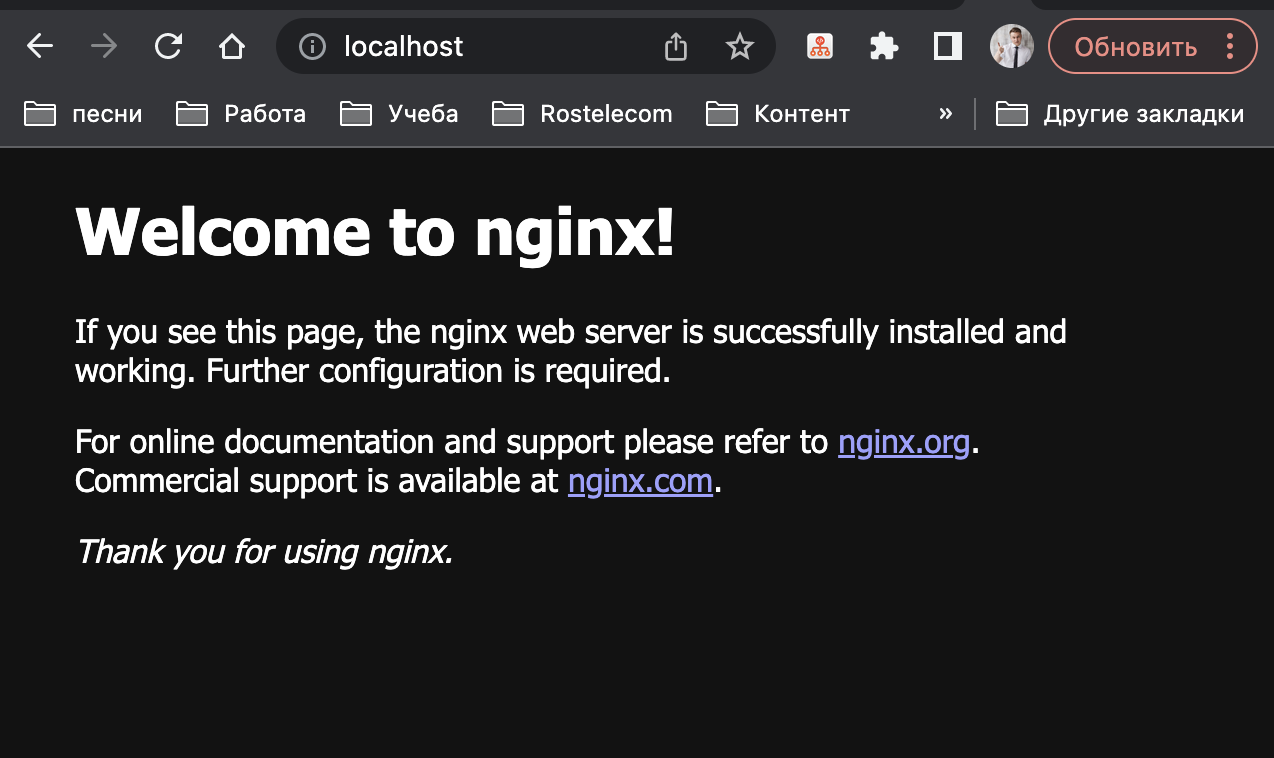 localhost
Обновить
песни
Работа
Учеба
Rostelecom
Контент
»
Другие закладки
Welcome to nginx!
If you see this page, the nginx web server is successfully installed and
working. Further configuration is required.
For online documentation and support please refer to nginx.org.
Commercial support is available at nginx.com.
Thank you for using nginx.